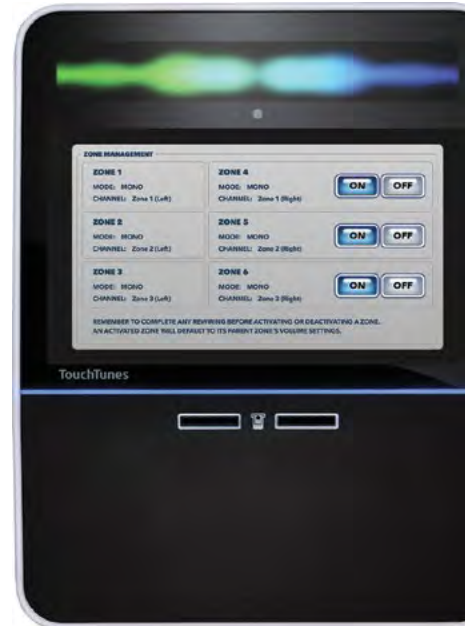 ZONE MANAGEMENT
ZONE 1
MODE: MONO
CHANNEL: Zone 1 (Left)
ZONE 4
MODE: MONO
CHANNEL: Zone 1 (Right)
ON OFF
ZONE 2
MODE: MONO
CHANNEL: Zone 2 (Left)
ZONE 5
MODE: MONO
CHANNEL: Zone 2 (Right)
ON OFF
ZONE 3
MODE: MONO
CHANNEL: Zone 3 (Left)
ZONE 6
MODE: MONO
CHANNEL: Zone 3 (Right)
ON OFF
REMEMBER TO COMPLETE ANY REWIRING BEFORE ACTIVATING OR DEACTIVATING A ZONE.
AN ACTIVATED ZONE WILL DEFAULT TO ITS PARENT ZONE'S VOLUME SETTINGS.
TouchTunes